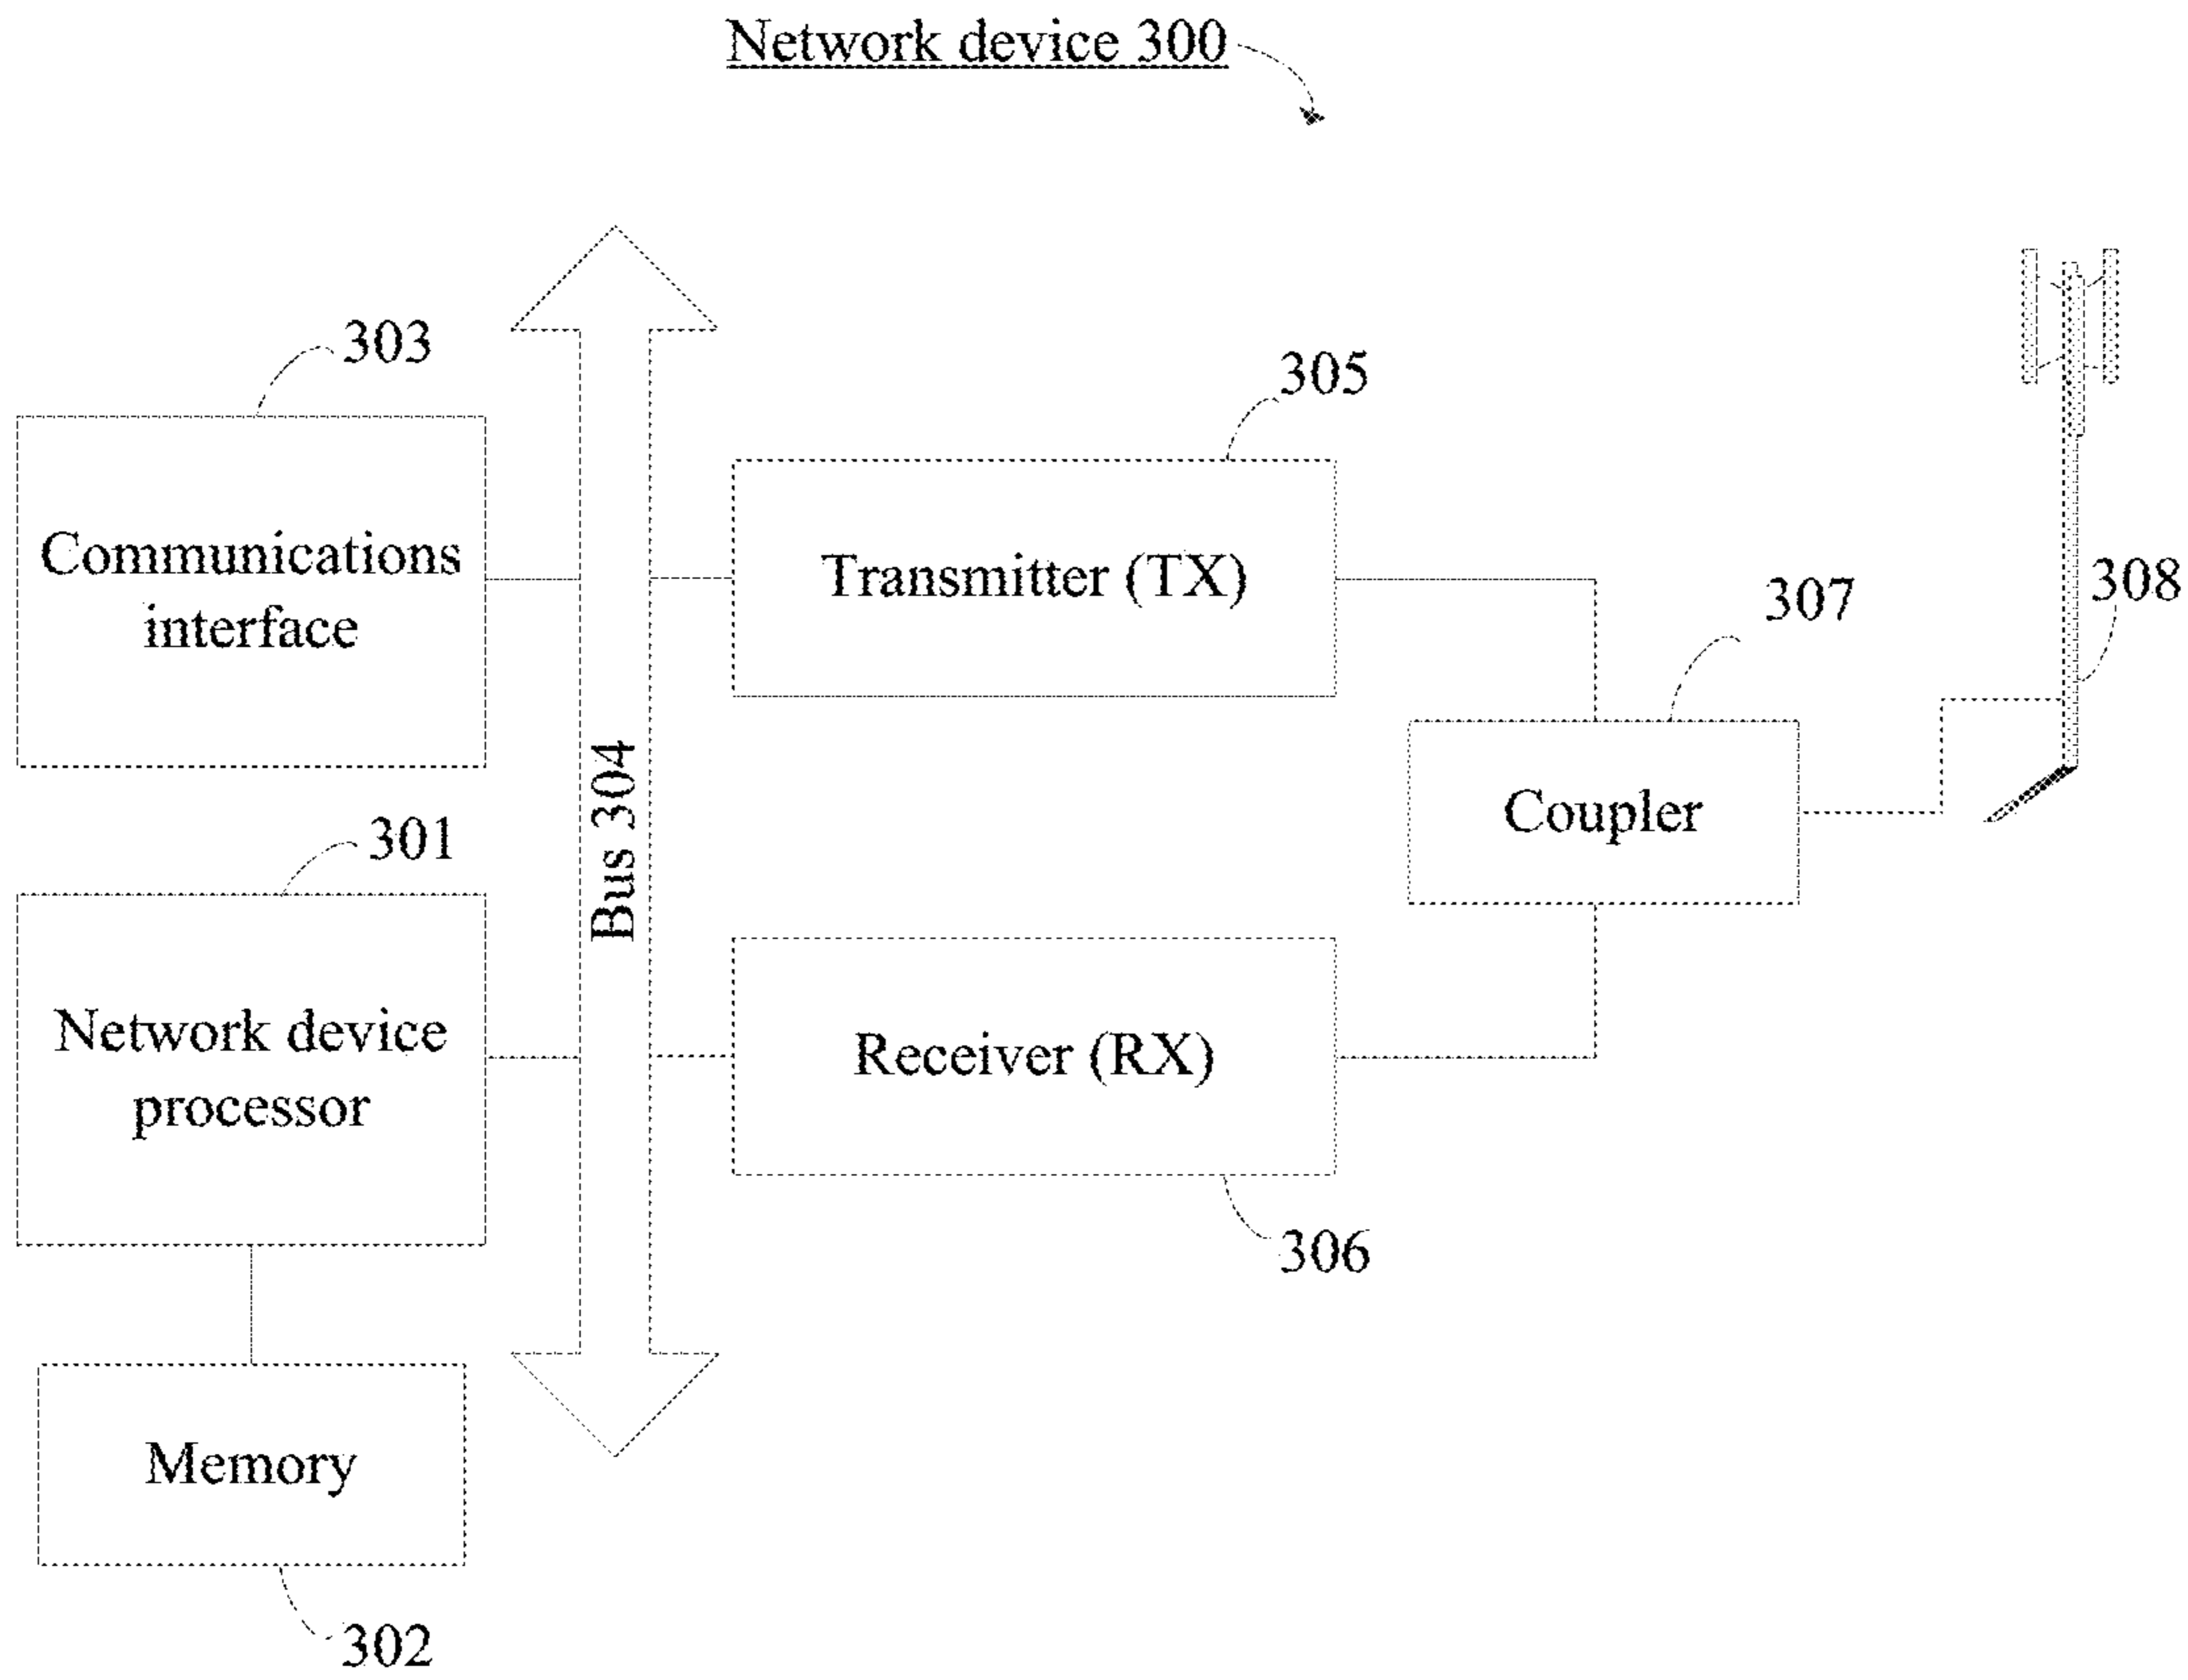 Network device 300
303
305
Communications
interface
Transmitter (TX)
307
308
Bus 304
Coupler
301
Network device
processor
Receiver (RX)
306
Memory
302